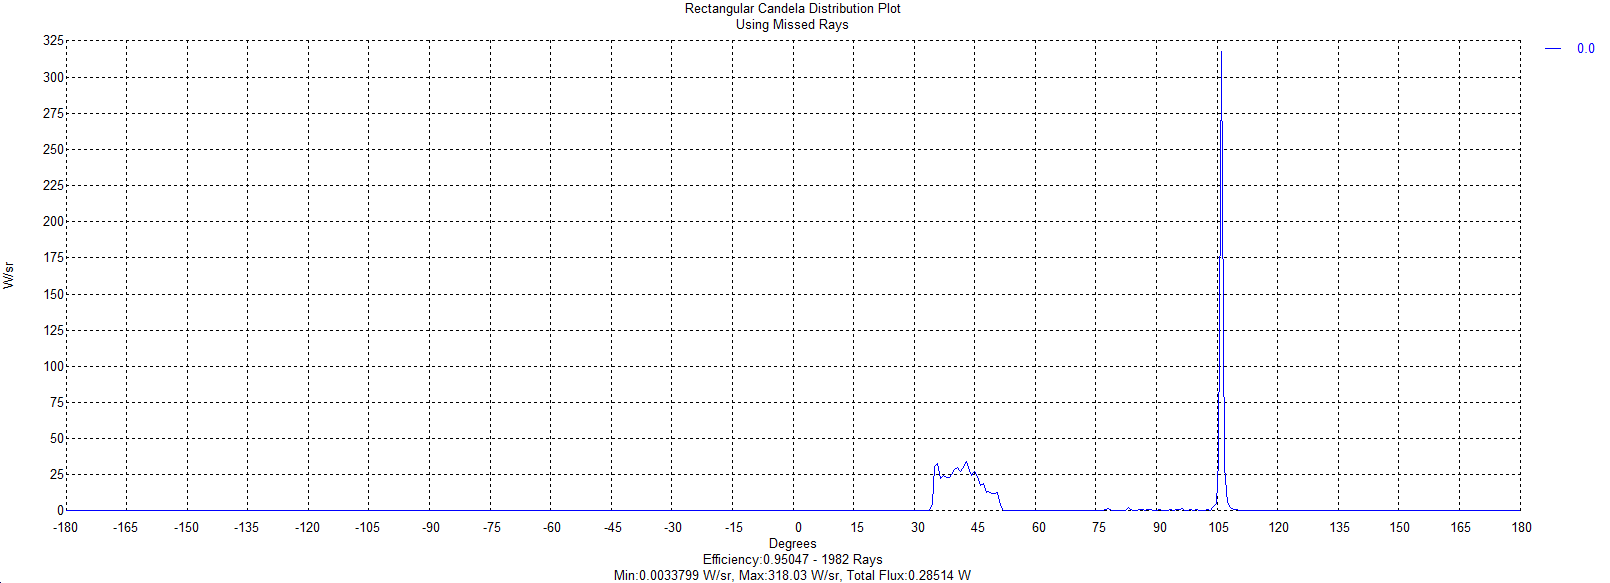 Rectangular Candela Distribution Plot
Using Missed Rays
0.0
325
300
275
250
225
200
175
150
125
100
75
50
25
0
W/sr
-180 -165 -150 -135 -120 -105 -90 -75 -60 -45 -30 -15 0 15 30 45 60 75 90 105 120 135 150 165 180
Degrees
Efficiency:0.95047 - 1982 Rays
Min:0.0033799 W/sr, Max:318.03 W/sr, Total Flux:0.28514 W